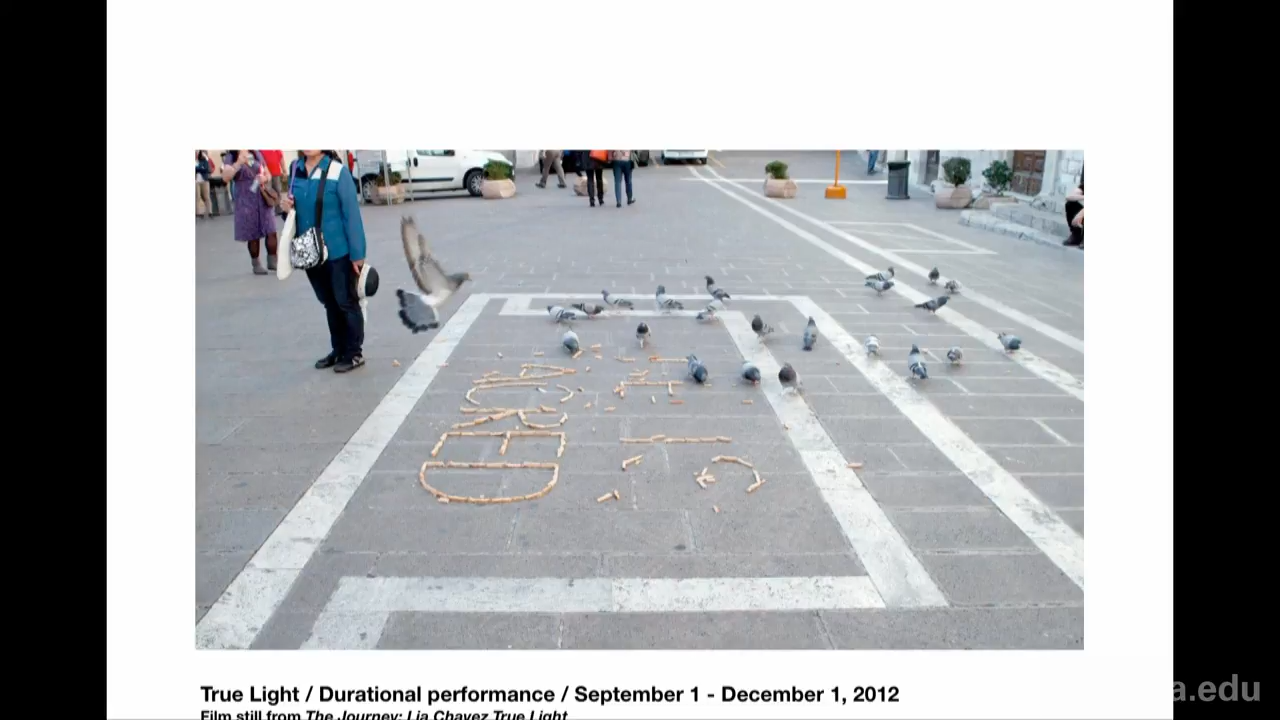 SACRED
True Light / Durational performance / September 1 - December 1, 2012
Film still from The Journey: Lia Chavez True Light
a.edu